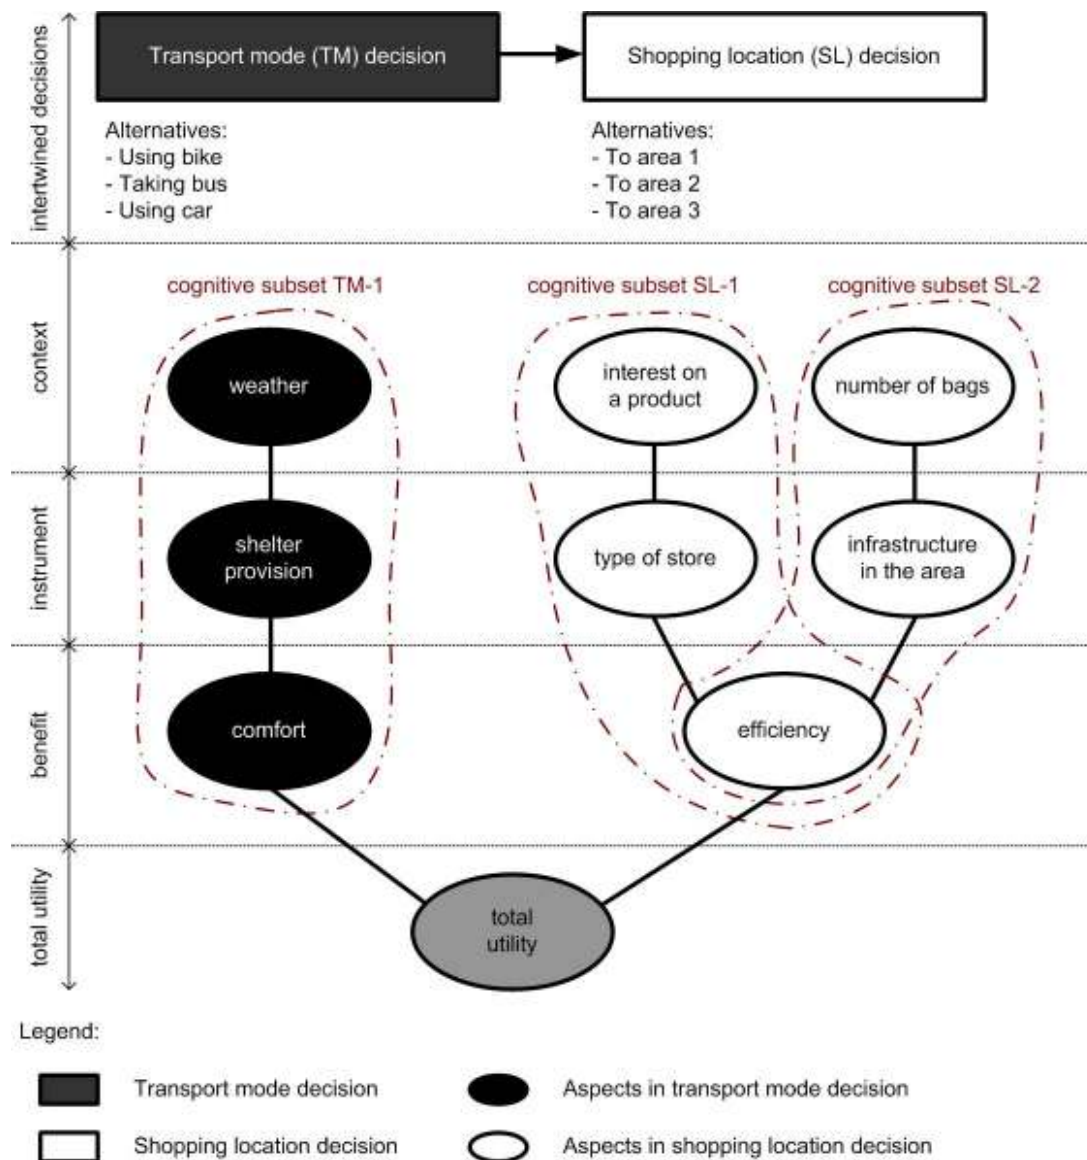 Transport mode (TM) decision
Shopping location (SL) decision
intertwined decisions
Alternatives:
- Using bike
- Taking bus
- Using car
Alternatives:
- To area 1
- To area 2
- To area 3
cognitive subset TM-1
cognitive subset SL-1
cognitive subset SL-2
context
weather
interest on
a product
number of bags
instrument
shelter
provision
type of store
infrastructure
in the area
benefit
comfort
efficiency
total utility
total
utility
Legend:
Transport mode decision
Aspects in transport mode decision
Shopping location decision
Aspects in shopping location decision